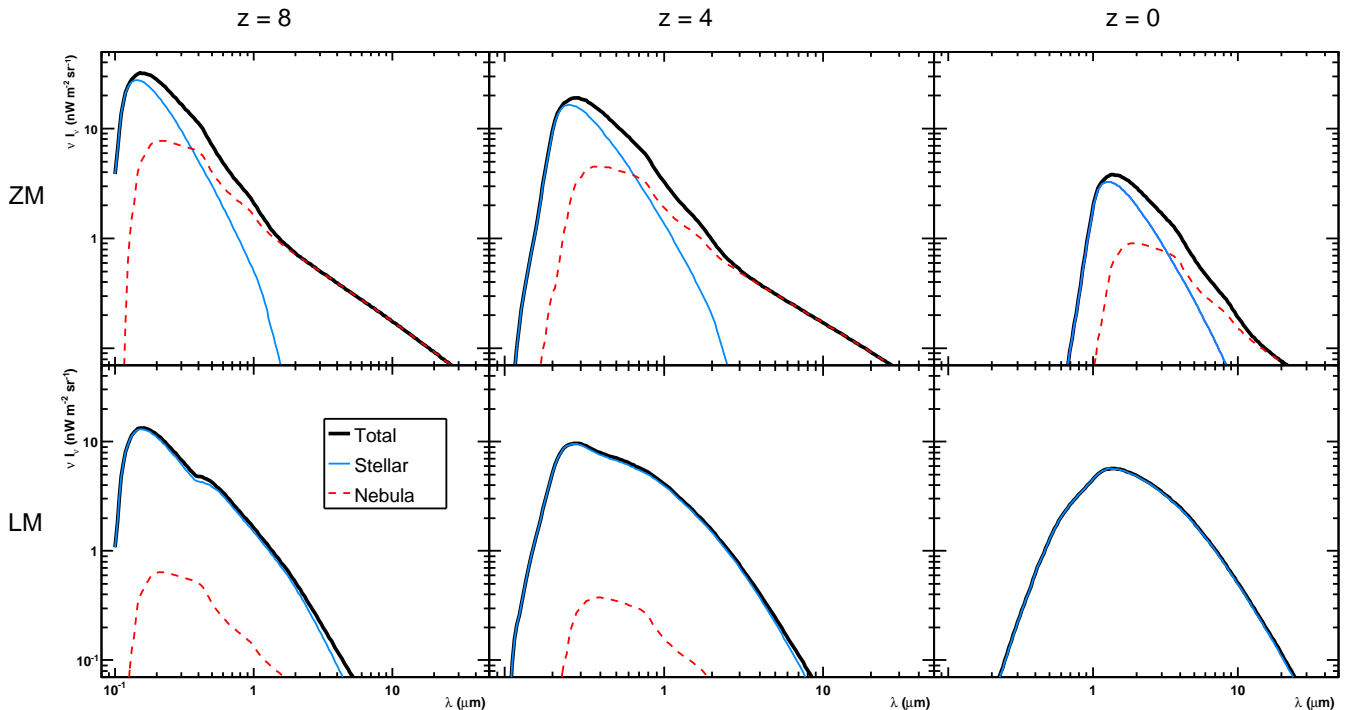 z = 8
z = 4
z = 0
ZM
ν I_ν (nW m⁻² sr⁻¹)
10
1
LM
ν I_ν (nW m⁻² sr⁻¹)
10
1
10⁻¹
Total
Stellar
Nebula
10⁻¹ 1 10
λ (μm)
1 10
λ (μm)
1 10
λ (μm)